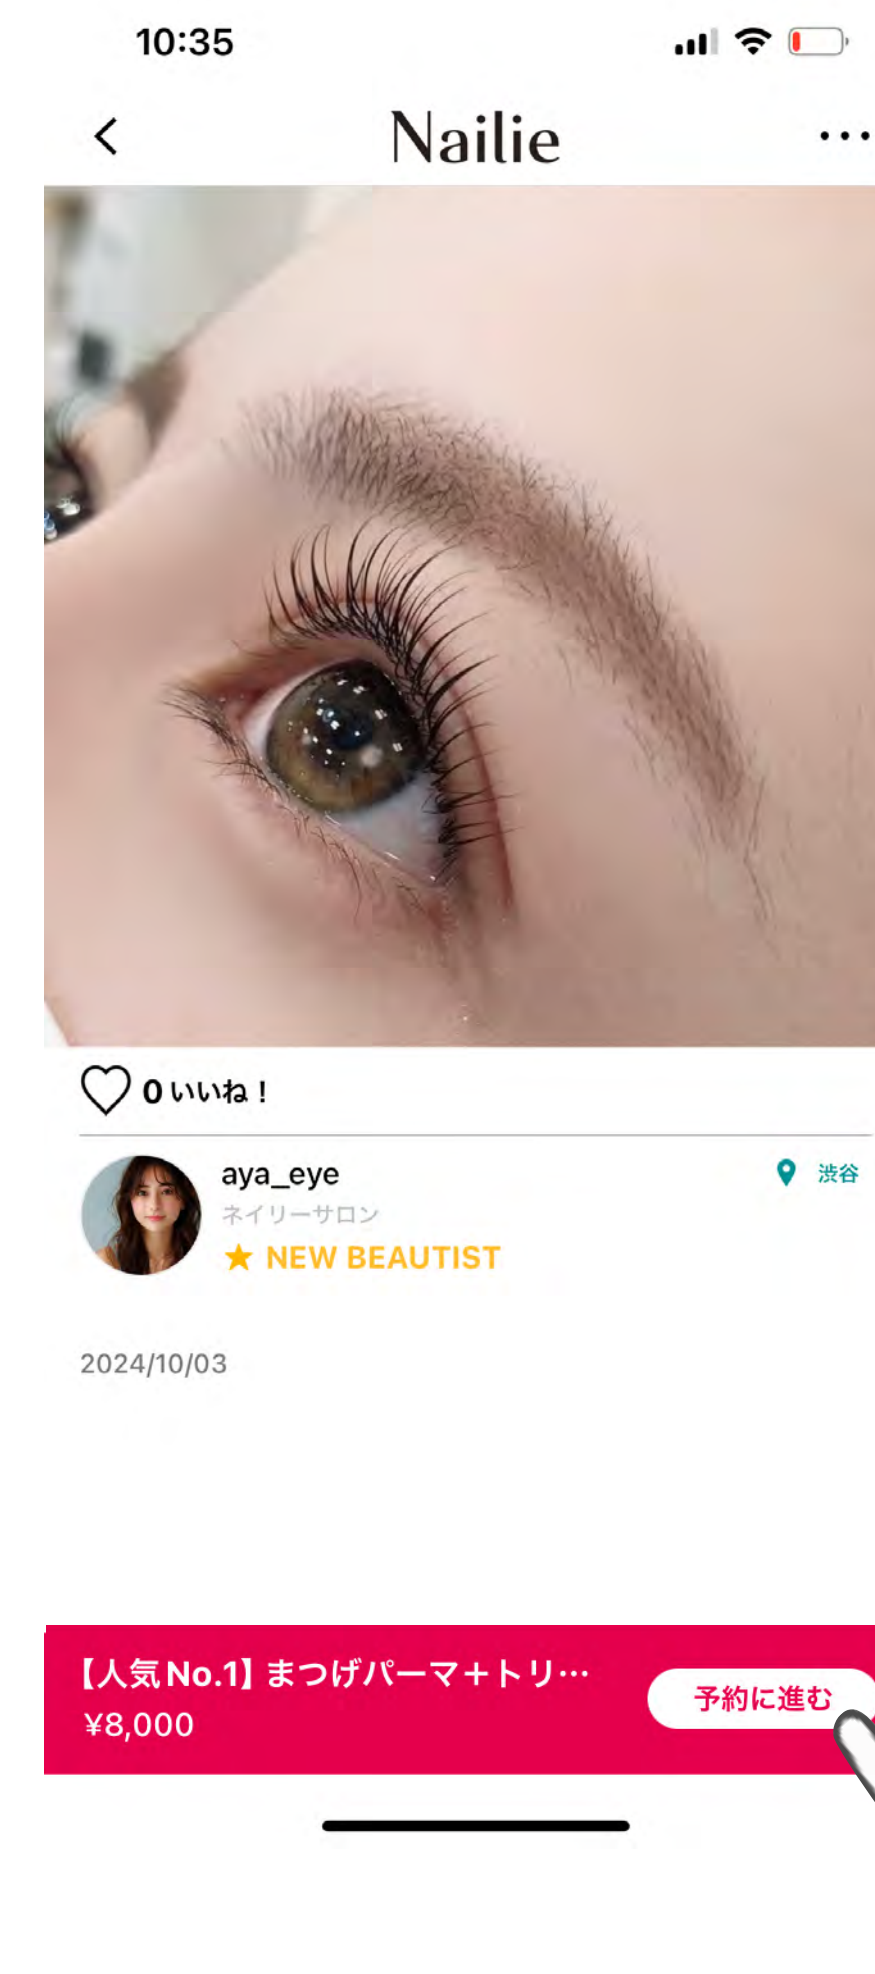 10:35
Nailie
0 いいね！
aya_eye
渋谷
ネイリーサロン
★ NEW BEAUTIST
2024/10/03
【人気No.1】まつげパーマ＋トリ…
¥8,000
予約に進む